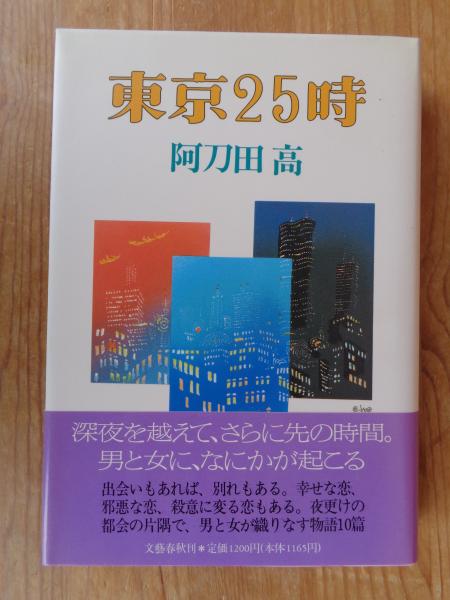 東京25時
阿刀田 高
深夜を越えて、さらに先の時間。
男と女に、なにかが起こる
出会いもあれば、別れもある。幸せな恋、
邪悪な恋、殺意に変る恋もある。夜更けの
都会の片隅で、男と女が織りなす物語10篇
文藝春秋刊＊定価1200円(本体1165円)